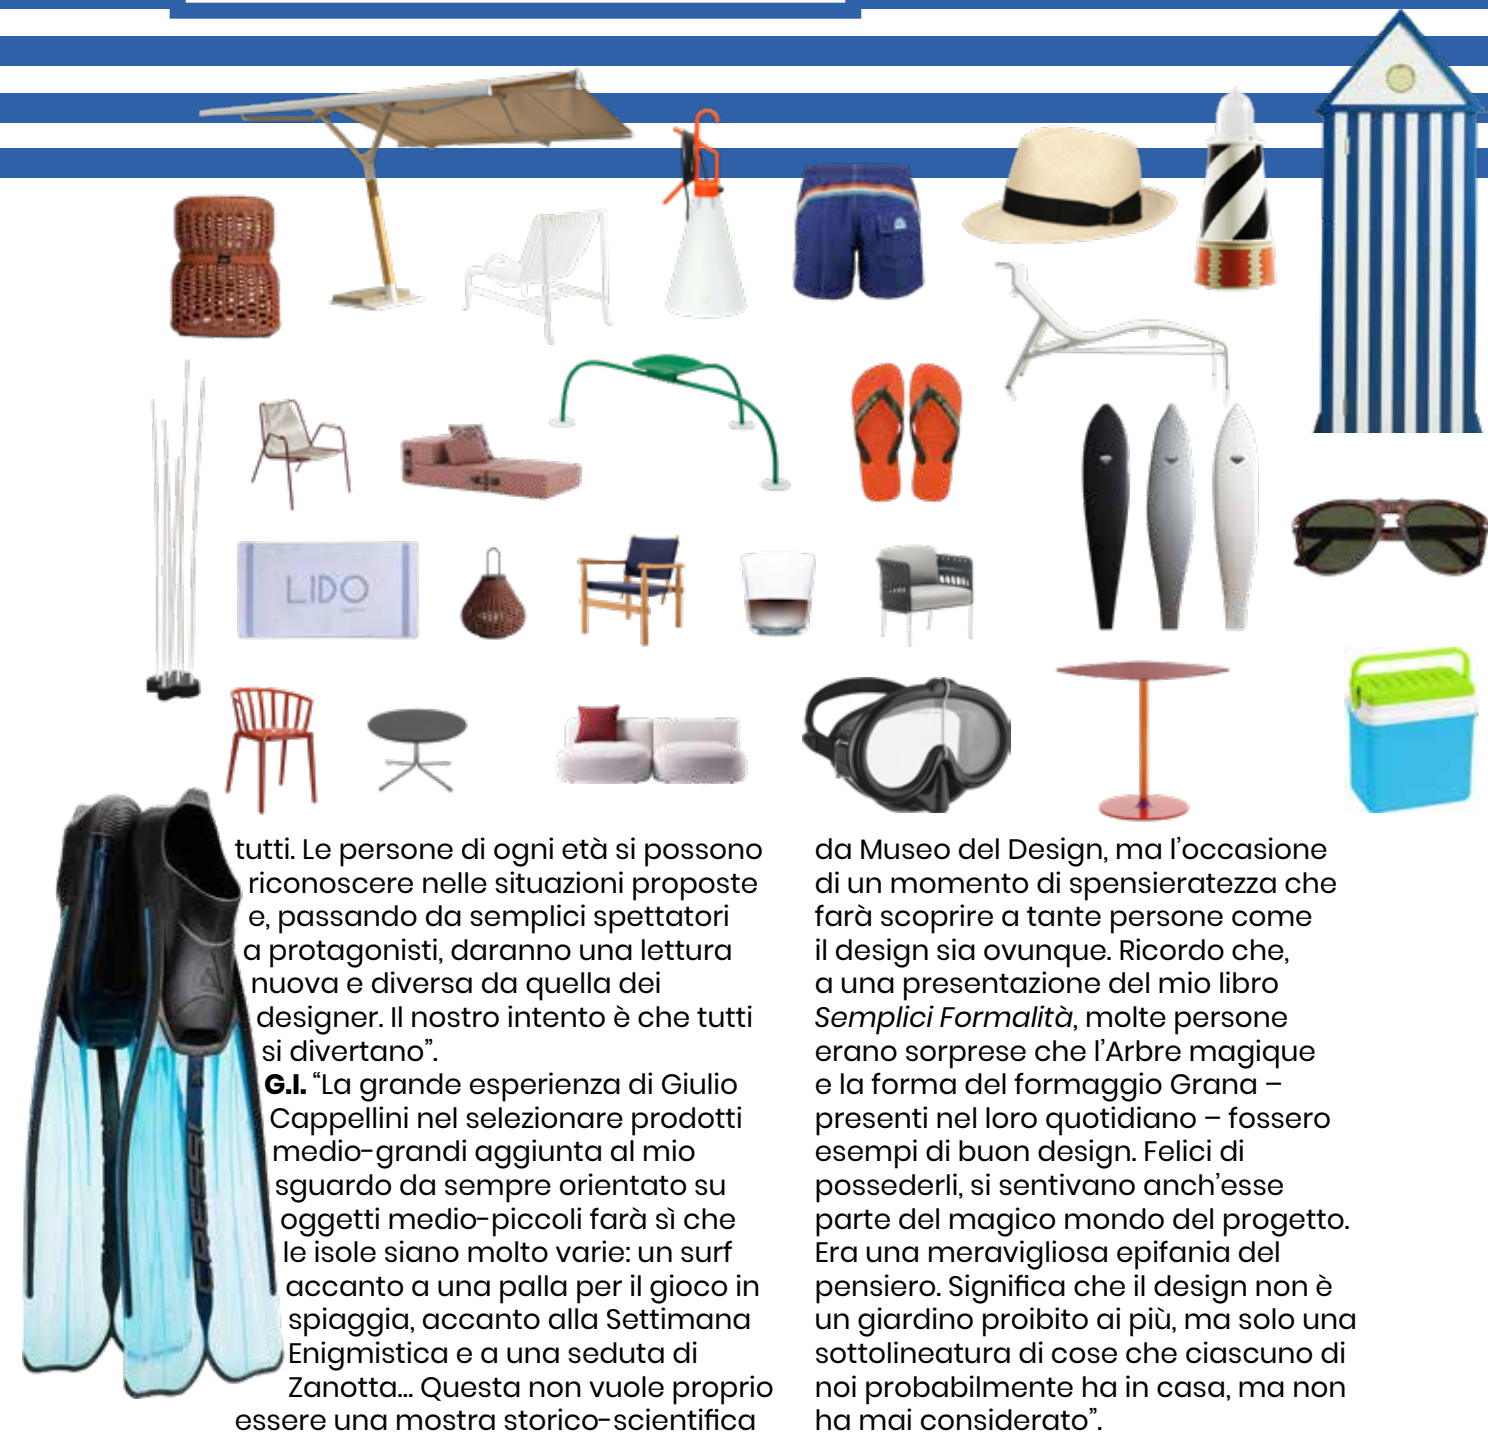 LIDO
CRESSI
tutti. Le persone di ogni età si possono
riconoscere nelle situazioni proposte
e, passando da semplici spettatori
a protagonisti, daranno una lettura
nuova e diversa da quella dei
designer. Il nostro intento è che tutti
si divertano”.
G.I. “La grande esperienza di Giulio
Cappellini nel selezionare prodotti
medio-grandi aggiunta al mio
sguardo da sempre orientato su
oggetti medio-piccoli farà sì che
le isole siano molto varie: un surf
accanto a una palla per il gioco in
spiaggia, accanto alla Settimana
Enigmistica e a una seduta di
Zanotta... Questa non vuole proprio
essere una mostra storico-scientifica
da Museo del Design, ma l’occasione
di un momento di spensieratezza che
farà scoprire a tante persone come
il design sia ovunque. Ricordo che,
a una presentazione del mio libro
Semplici Formalità, molte persone
erano sorprese che l’Arbre magique
e la forma del formaggio Grana –
presenti nel loro quotidiano – fossero
esempi di buon design. Felici di
possederli, si sentivano anch’esse
parte del magico mondo del progetto.
Era una meravigliosa epifania del
pensiero. Significa che il design non è
un giardino proibito ai più, ma solo una
sottolineatura di cose che ciascuno di
noi probabilmente ha in casa, ma non
ha mai considerato”.